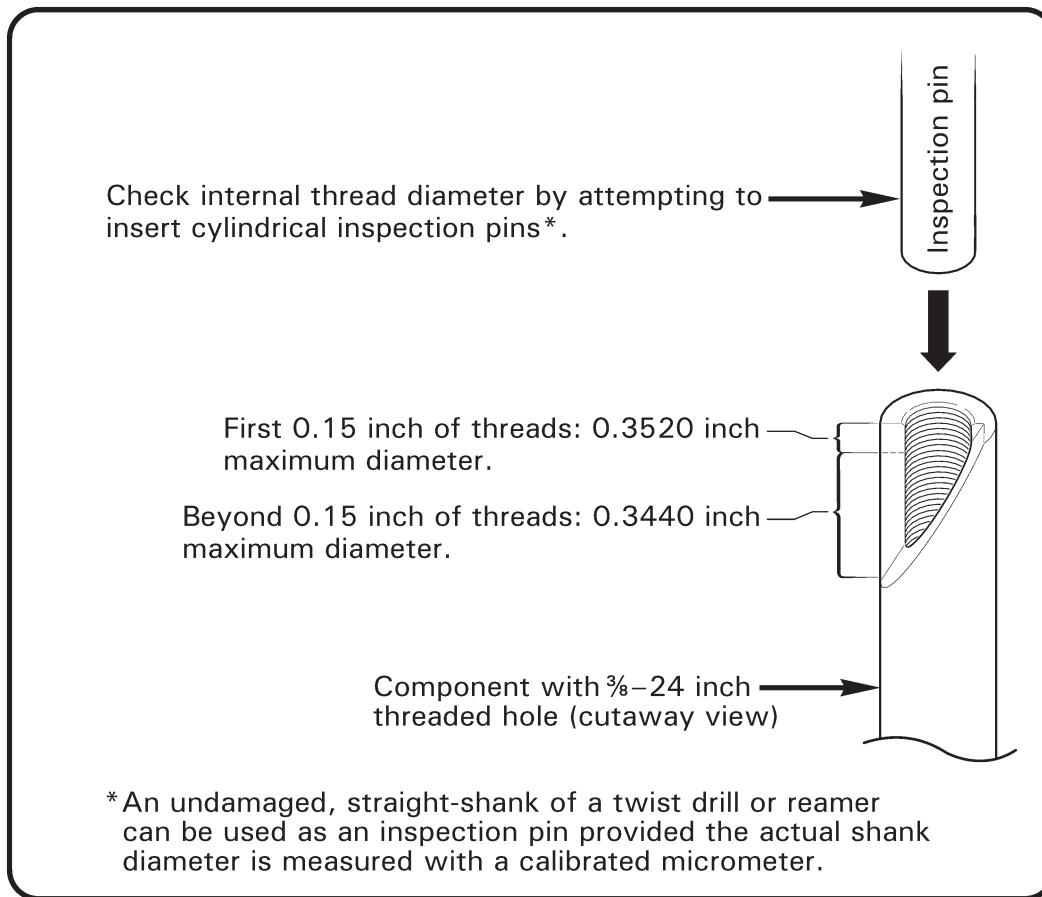 Inspection pin
Check internal thread diameter by attempting to
insert cylindrical inspection pins*.
First 0.15 inch of threads: 0.3520 inch
maximum diameter.
Beyond 0.15 inch of threads: 0.3440 inch
maximum diameter.
Component with ⅜–24 inch
threaded hole (cutaway view)
*An undamaged, straight-shank of a twist drill or reamer
can be used as an inspection pin provided the actual shank
diameter is measured with a calibrated micrometer.